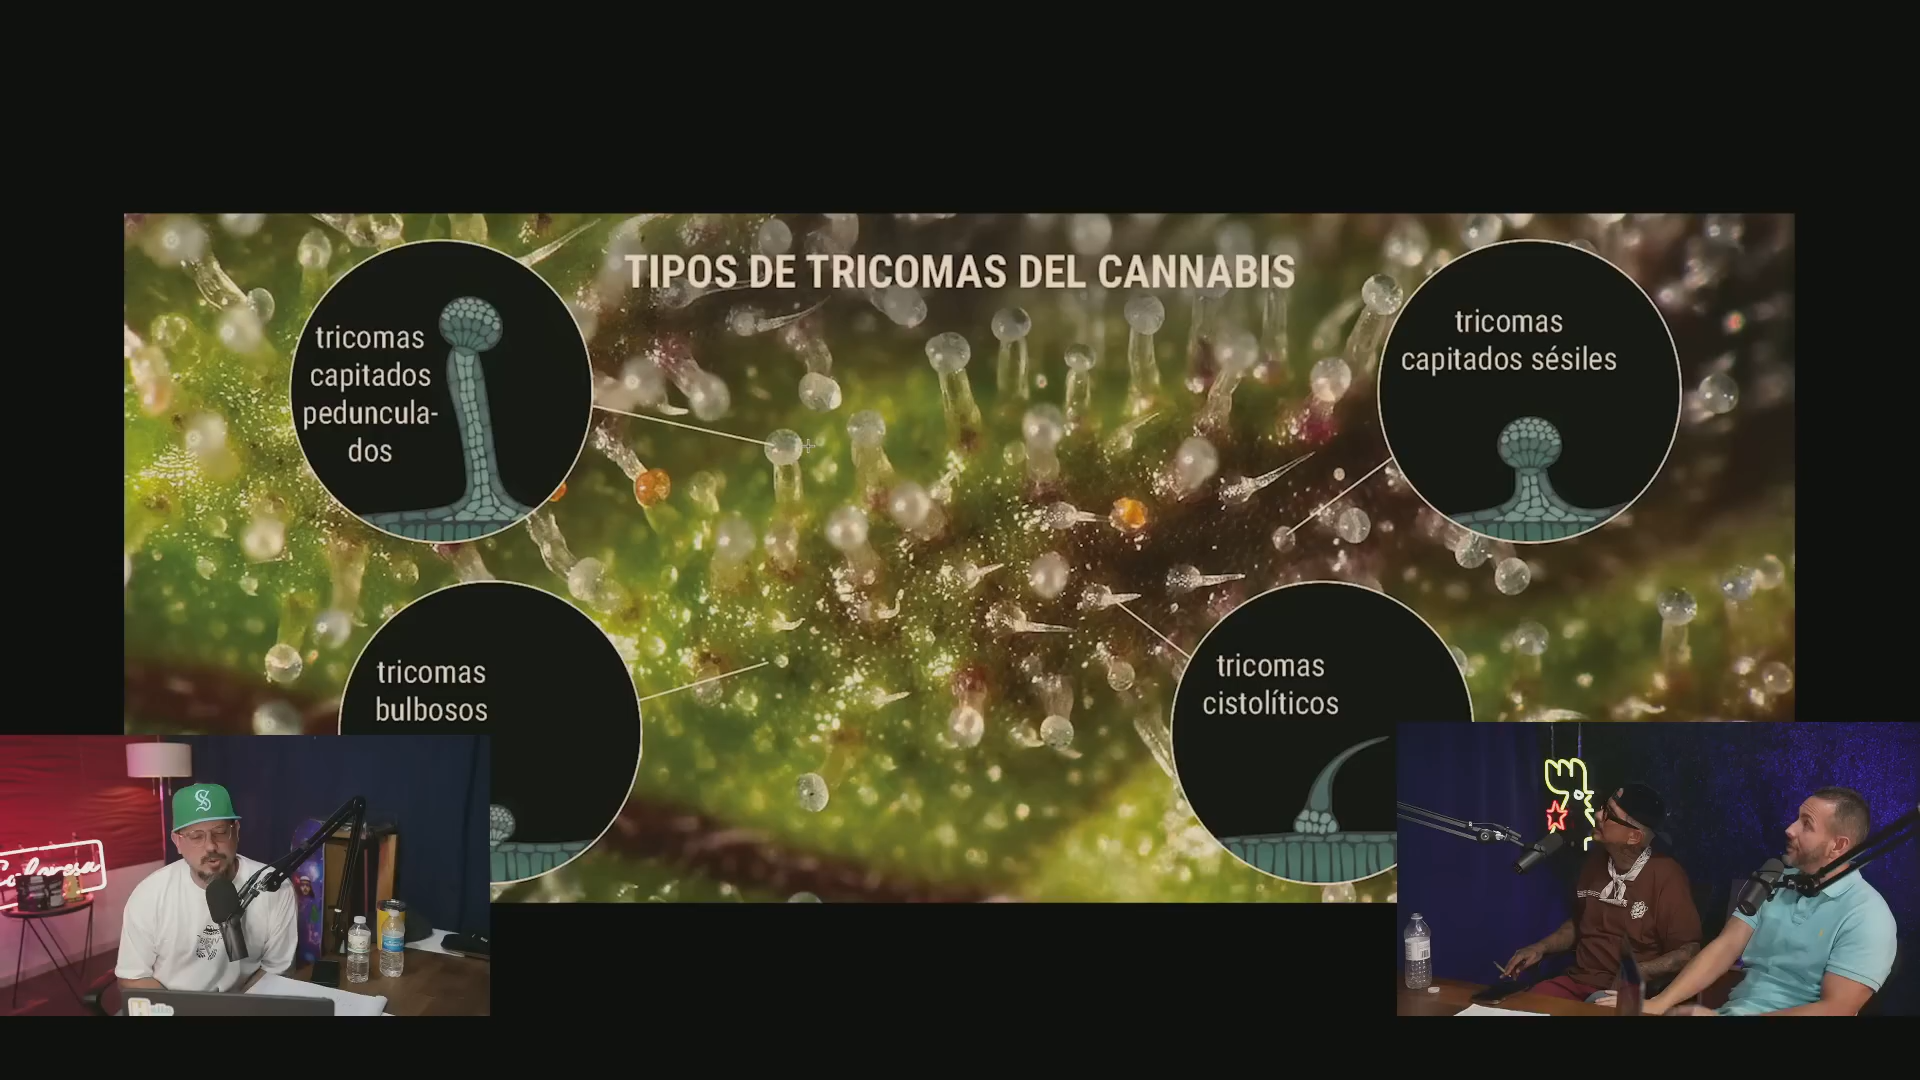 TIPOS DE TRICOMAS DEL CANNABIS
tricomas
capitados
peduncula-
dos
tricomas
capitados sésiles
tricomas
bulbosos
tricomas
cistolíticos